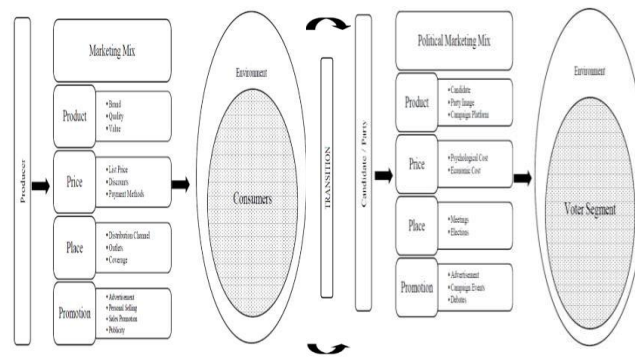 Producer
Marketing Mix
Product
• Brand
• Quality
• Value
Price
• List Price
• Discounts
• Payment Methods
Place
• Distribution Channel
• Outlets
• Coverage
Promotion
• Advertisement
• Personal Selling
• Sales Promotion
• Publicity
Environment
Consumers
TRANSITION
Candidate / Party
Political Marketing Mix
Product
• Candidate
• Party Image
• Campaign Platform
Price
• Psychological Cost
• Economic Cost
Place
• Meetings
• Elections
Promotion
• Advertisement
• Campaign Events
• Debates
Environment
Voter Segment